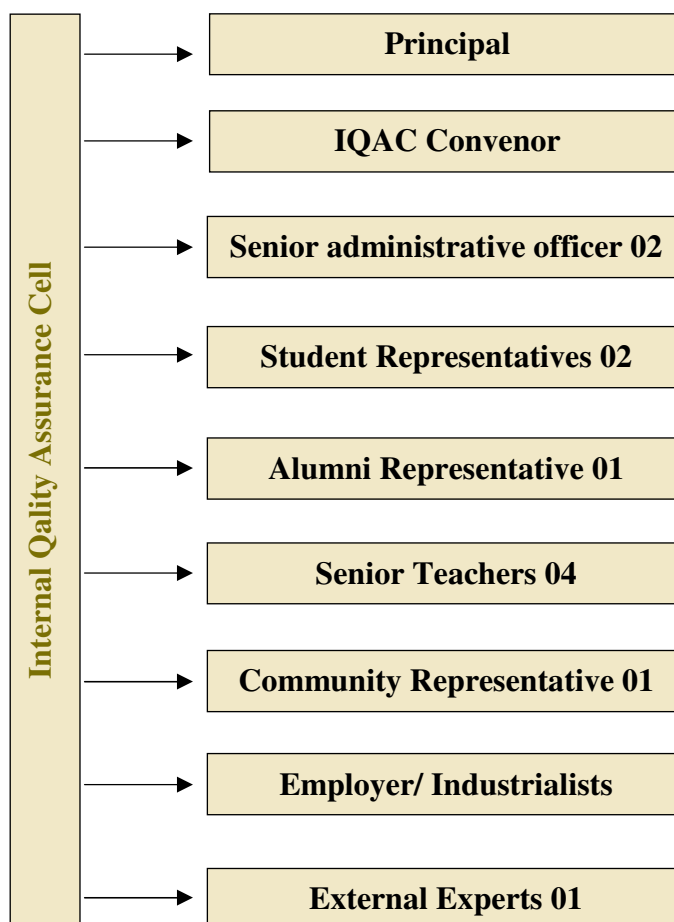 Internal Qality Assurance Cell
Principal
IQAC Convenor
Senior administrative officer 02
Student Representatives 02
Alumni Representative 01
Senior Teachers 04
Community Representative 01
Employer/ Industrialists
External Experts 01